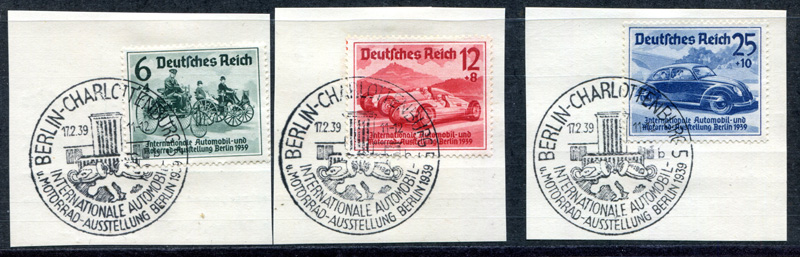 6
Deutsches Reich
Internationale Automobil-und
Motorrad-Ausstellung Berlin 1939
BERLIN-CHARLOTTENBURG
17.2.39
INTERNATIONALE AUTOMOBIL-
u. MOTORRAD-AUSSTELLUNG BERLIN 1939
Deutsches Reich
12
+8
Internationale Automobil-und
Motorrad-Ausstellung Berlin 1939
BERLIN-CHARLOTTENBURG
17.2.39
INTERNATIONALE AUTOMOBIL-
u. MOTORRAD-AUSSTELLUNG BERLIN 1939
Deutsches Reich
25
+10
Internationale Automobil-und
Motorrad-Ausstellung Berlin 1939
BERLIN-CHARLOTTENBURG 5
17.2.39
b
INTERNATIONALE AUTOMOBIL-
u. MOTORRAD-AUSSTELLUNG BERLIN 1939